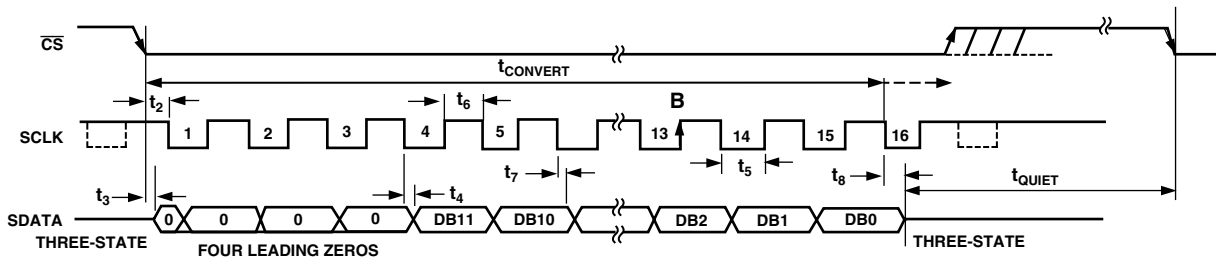 CS
tCONVERT
t2
t6
B
SCLK
1 2 3 4 5 13 14 15 16
t7
t5
t8
tQUIET
t3
t4
SDATA
0 0 0 0 DB11 DB10 DB2 DB1 DB0
THREE-STATE
FOUR LEADING ZEROS
THREE-STATE